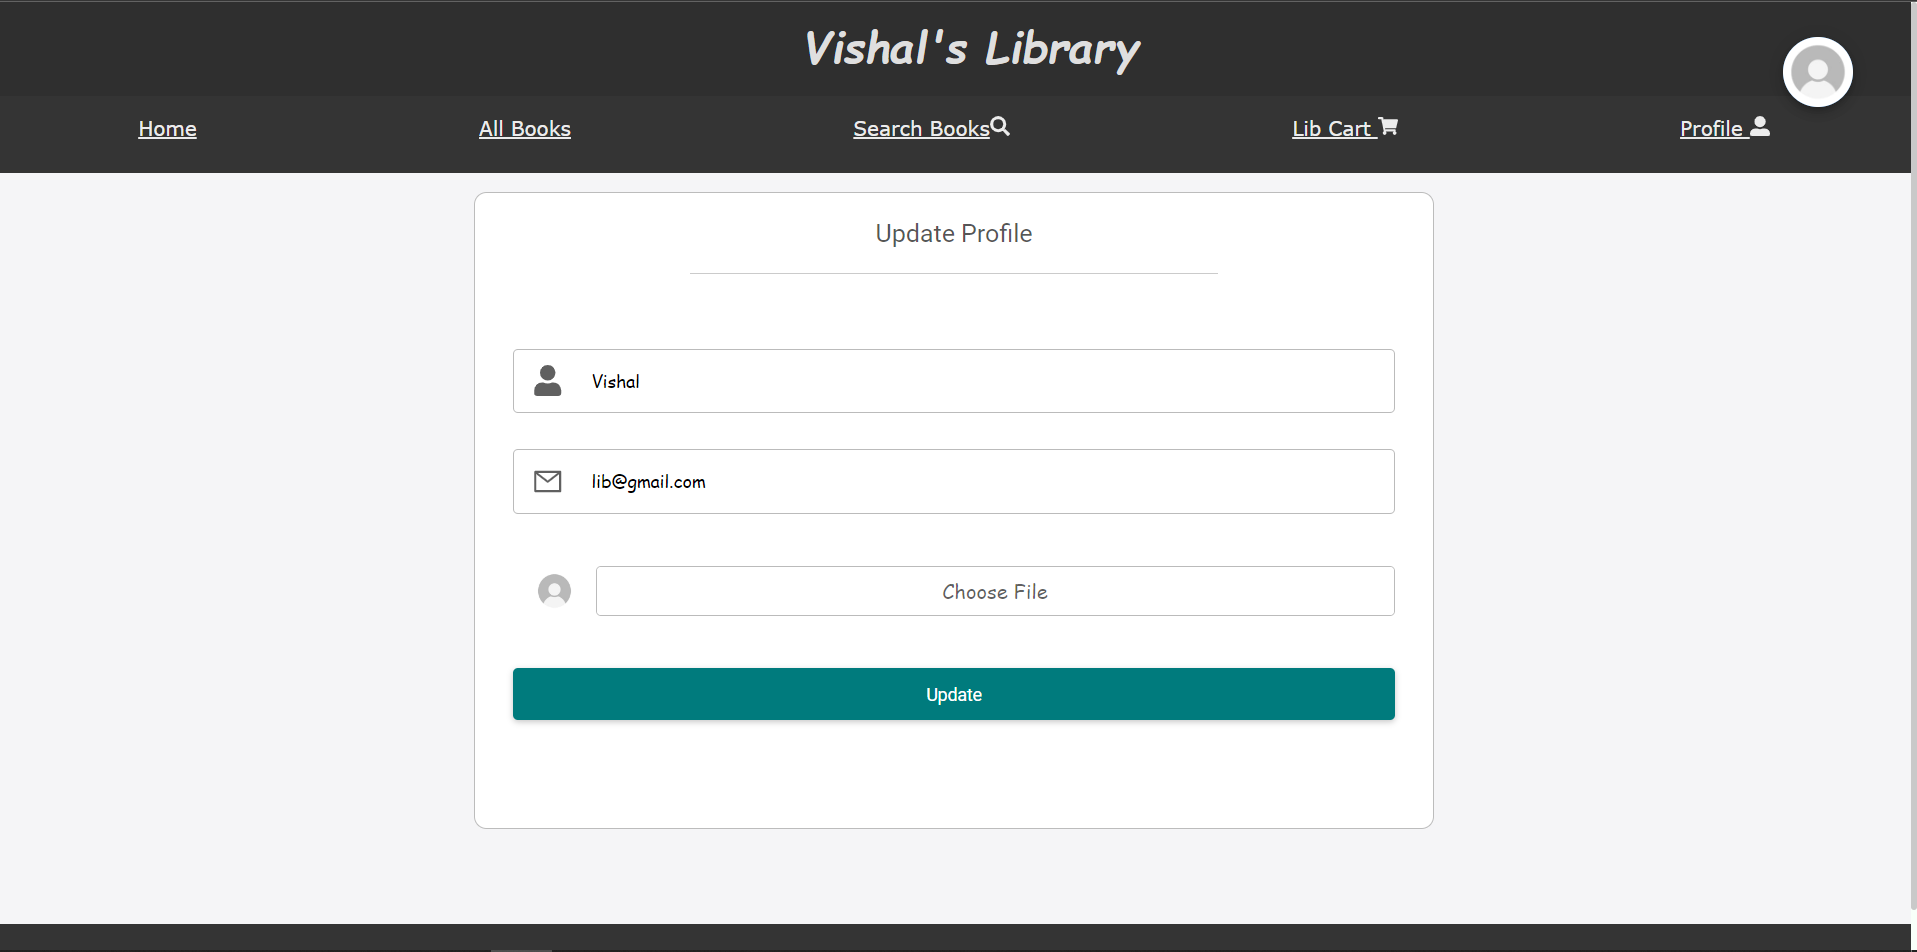 Vishal's Library
Home All Books Search Books Lib Cart Profile
Update Profile
Vishal
lib@gmail.com
Choose File
Update